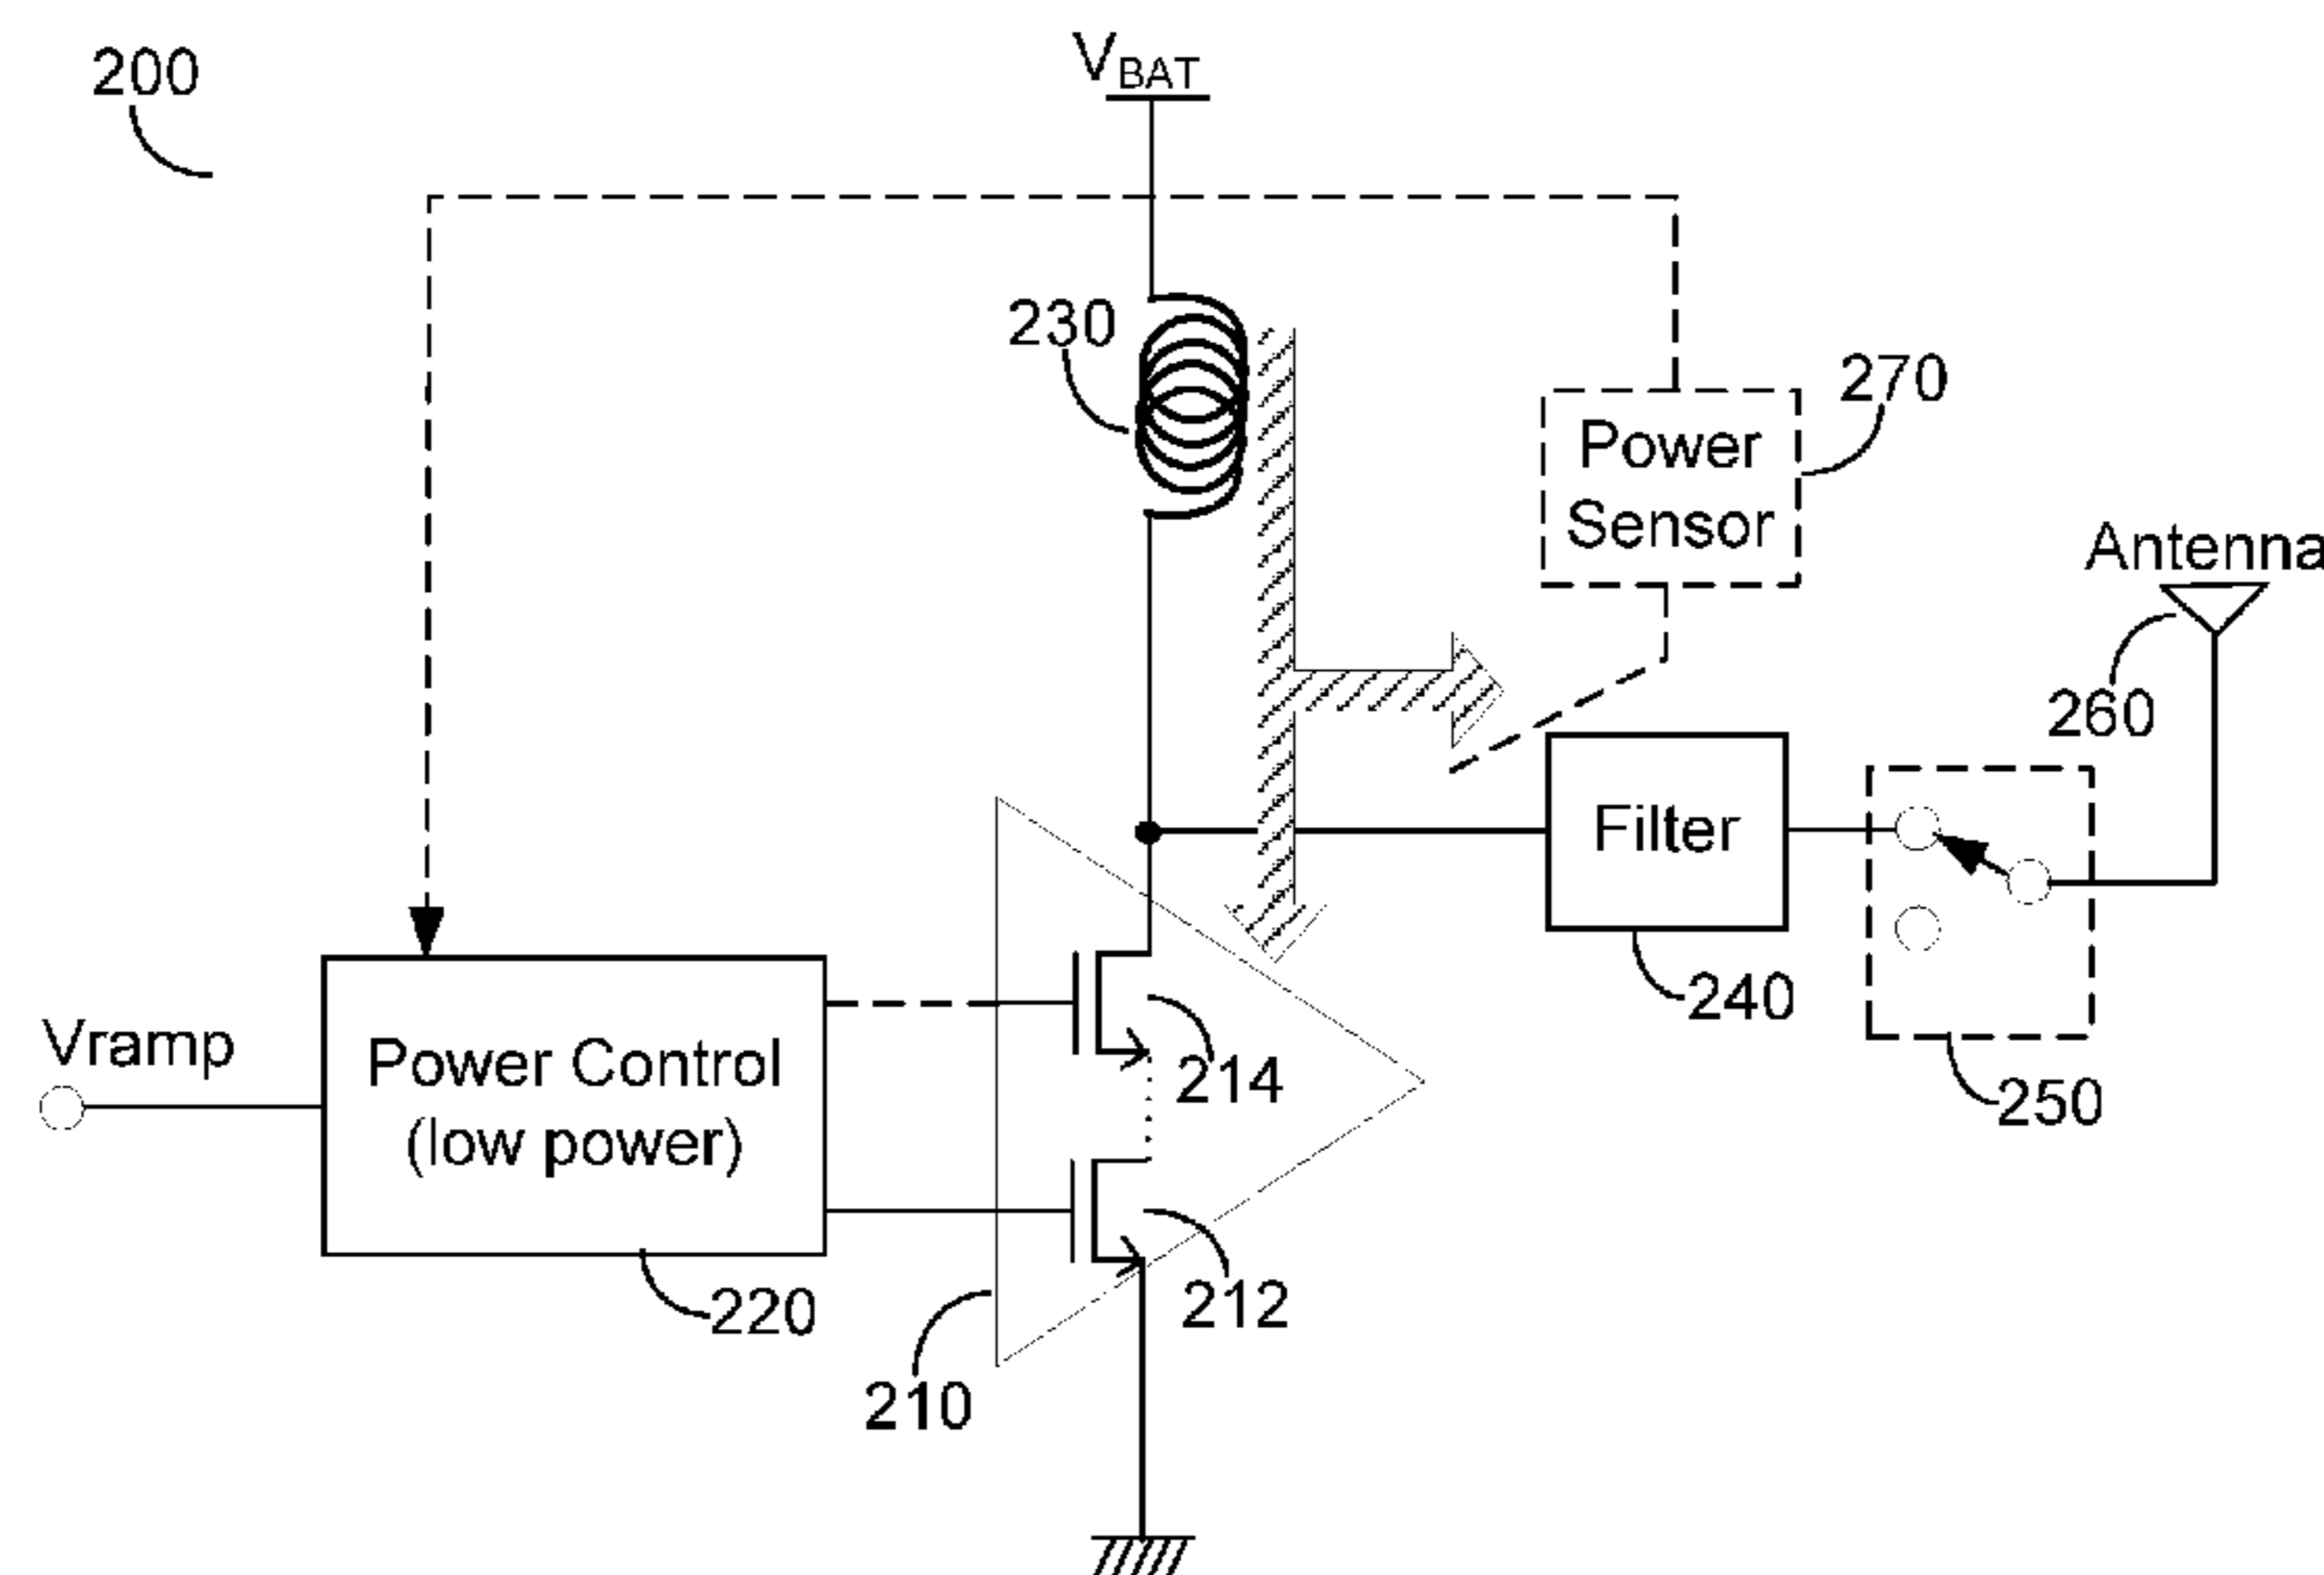 200
VBAT
230
270
Power
Sensor
Antenna
260
Filter
240
250
Vramp
Power Control
(low power)
214
212
220
210